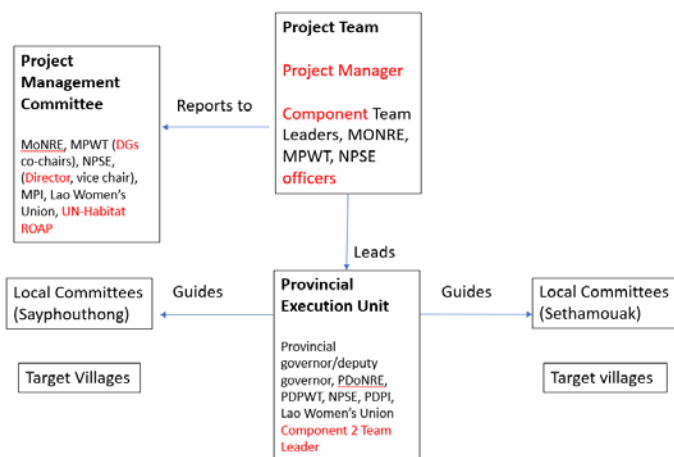 Project Management Committee
MoNRE, MPWT (DGs
co-chairs), NPSE,
(Director, vice chair),
MPI, Lao Women's
Union, UN-Habitat
ROAP
Reports to
Project Team
Project Manager
Component Team
Leaders, MONRE,
MPWT, NPSE
officers
Leads
Local Committees
(Sayphouthong)
Guides
Provincial
Execution Unit
Provincial
governor/deputy
governor, PDoNRE,
PDPWT, NPSE, PDPI,
Lao Women's Union
Component 2 Team
Leader
Guides
Local Committees
(Sethamouak)
Target Villages
Target villages